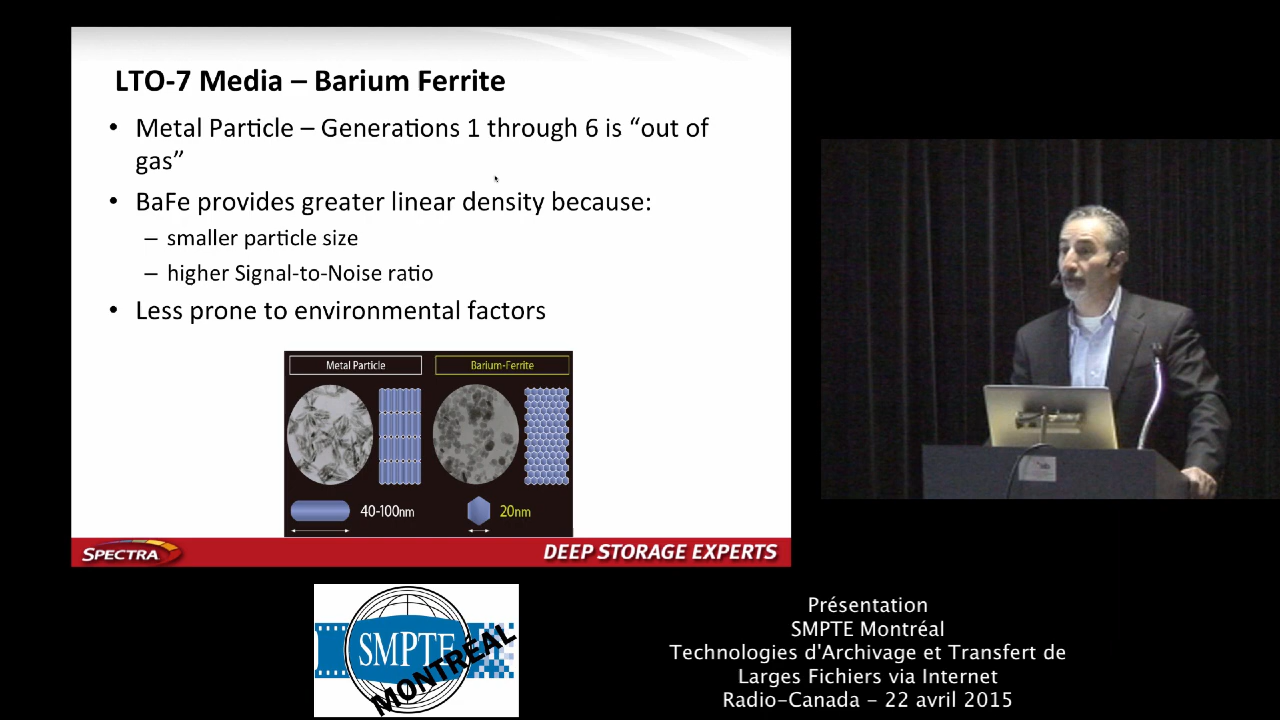 LTO-7 Media – Barium Ferrite
• Metal Particle – Generations 1 through 6 is “out of
gas”
• BaFe provides greater linear density because:
– smaller particle size
– higher Signal-to-Noise ratio
• Less prone to environmental factors
Metal Particle
Barium-Ferrite
40-100nm
20nm
SPECTRA
DEEP STORAGE EXPERTS
SMPTE
MONTRÉAL
Présentation
SMPTE Montréal
Technologies d'Archivage et Transfert de
Larges Fichiers via Internet
Radio-Canada – 22 avril 2015